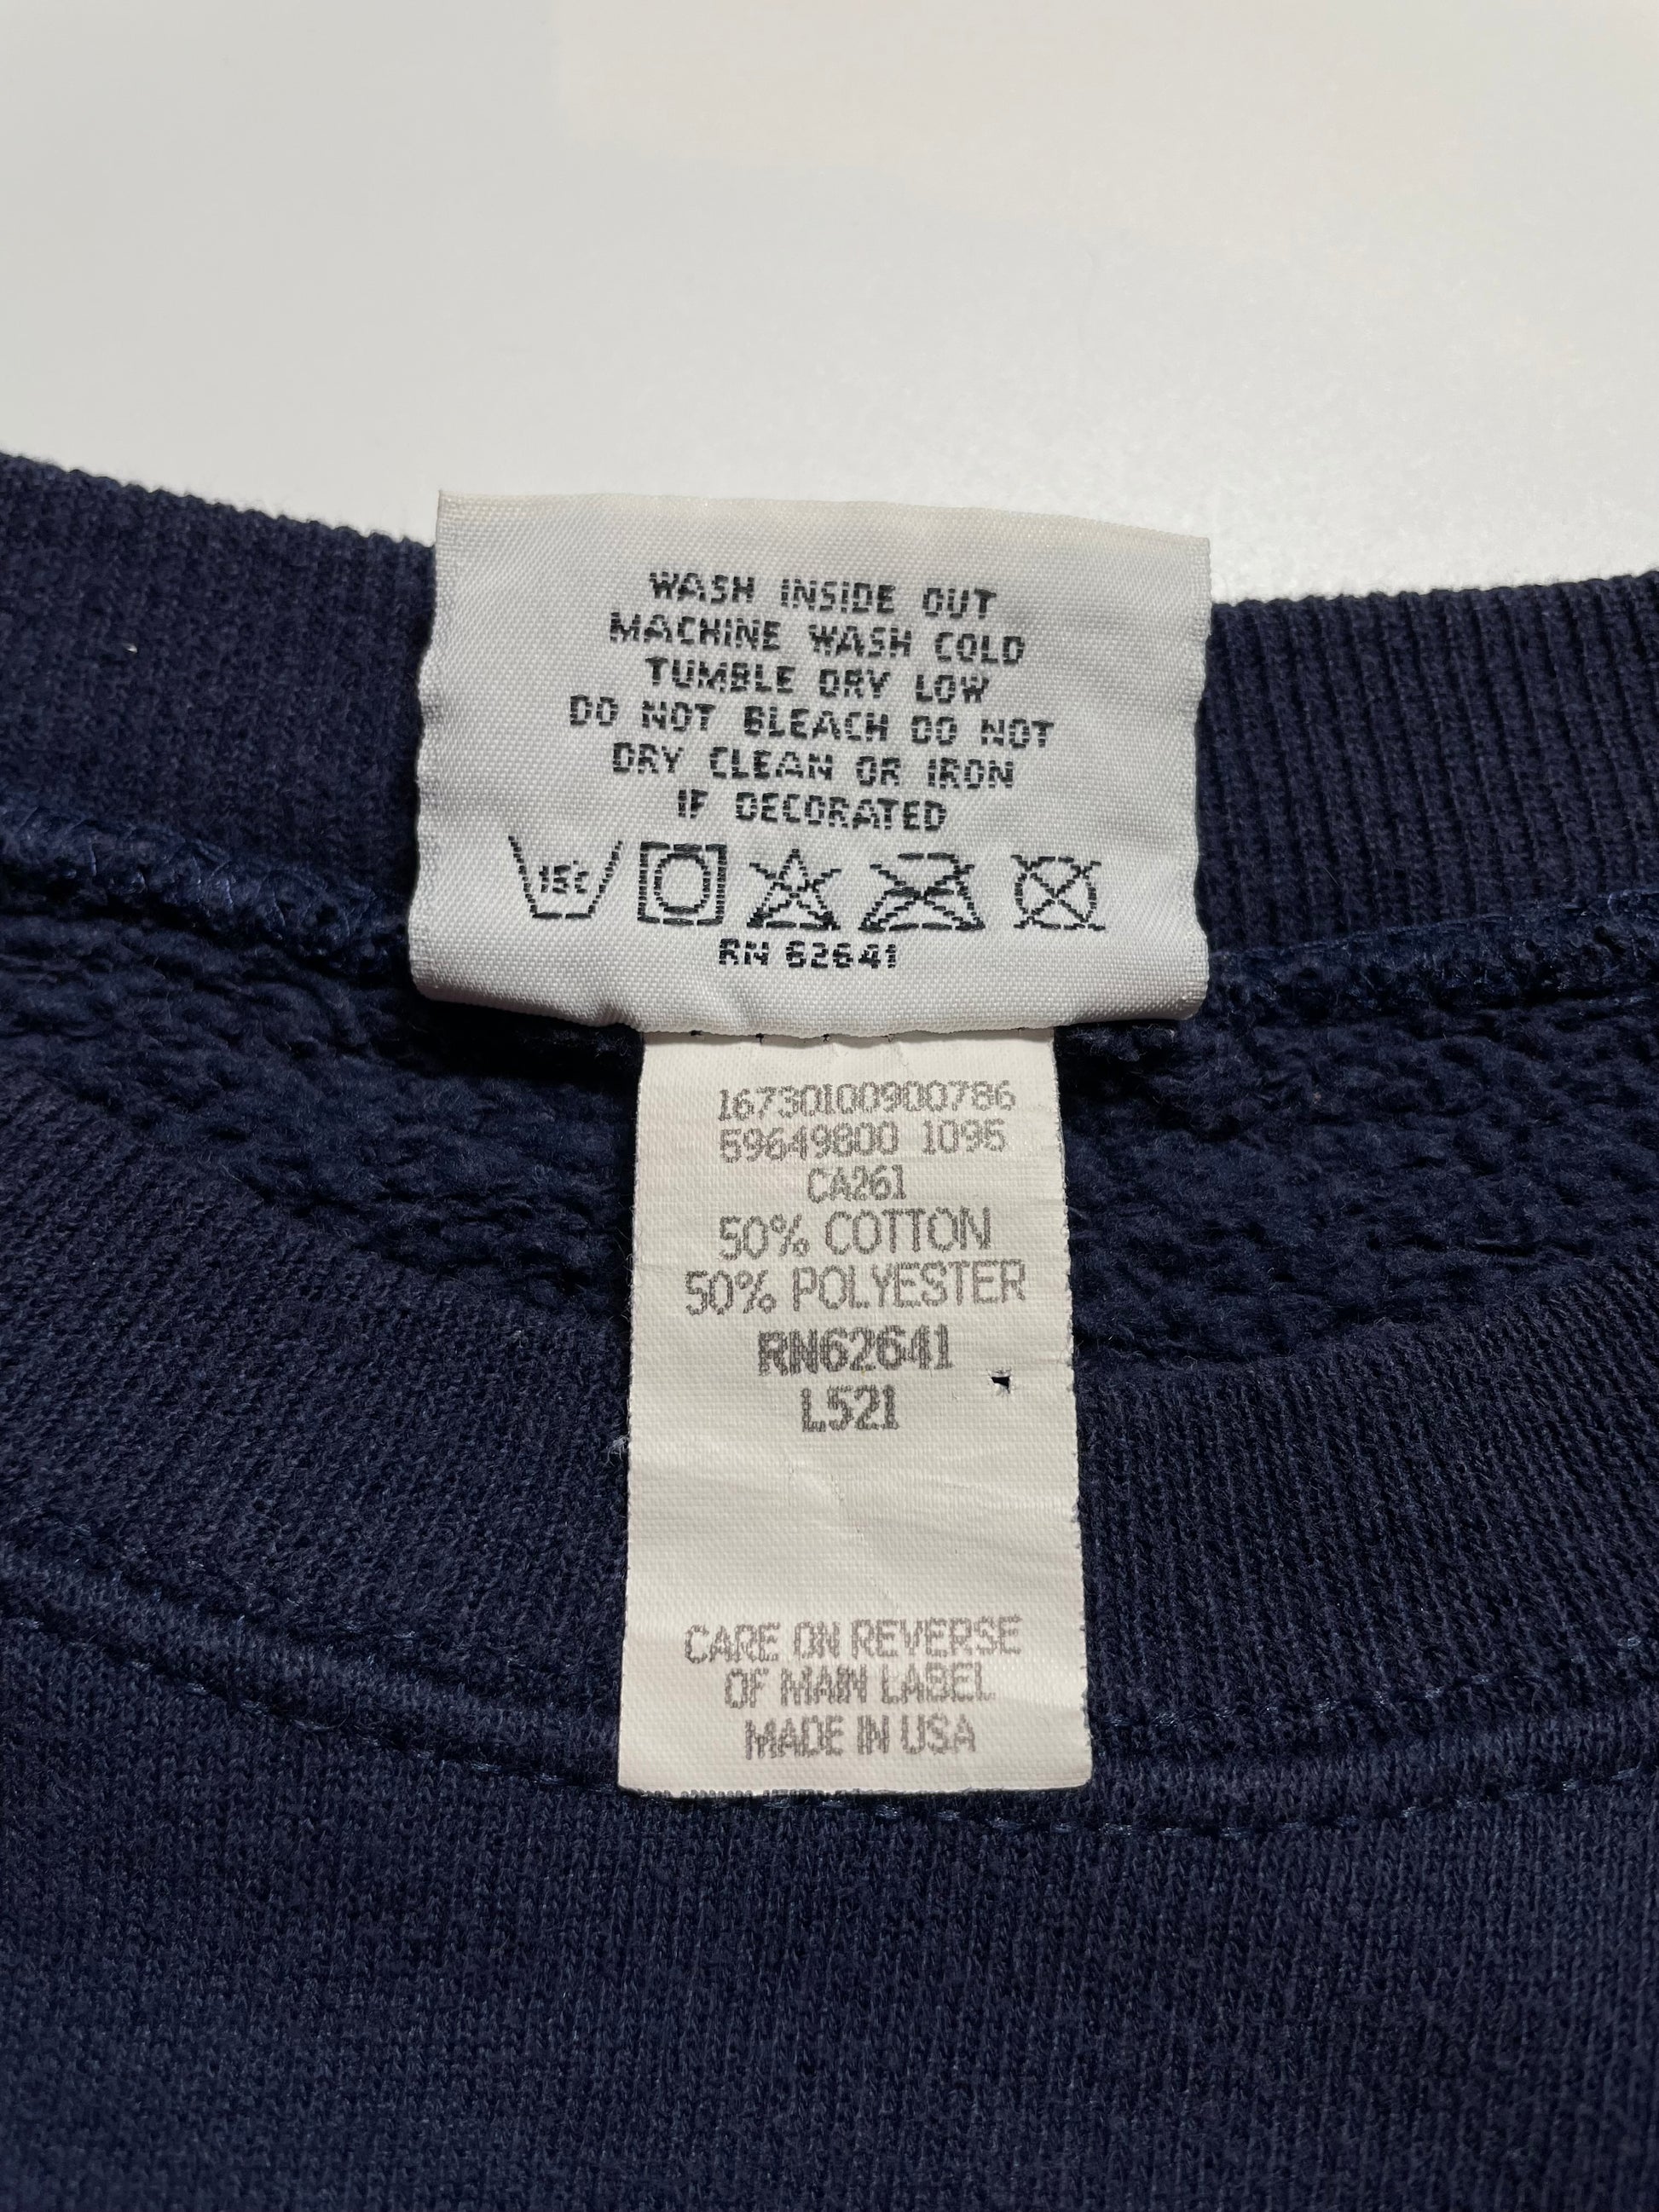 WASH INSIDE OUT
MACHINE WASH COLD
TUMBLE DRY LOW
DO NOT BLEACH DO NOT
DRY CLEAN OR IRON
IF DECORATED
15C
RN 62641
16730100900786
59649800 1095
CA261
50% COTTON
50% POLYESTER
RN62641
L521
CARE ON REVERSE
OF MAIN LABEL
MADE IN USA